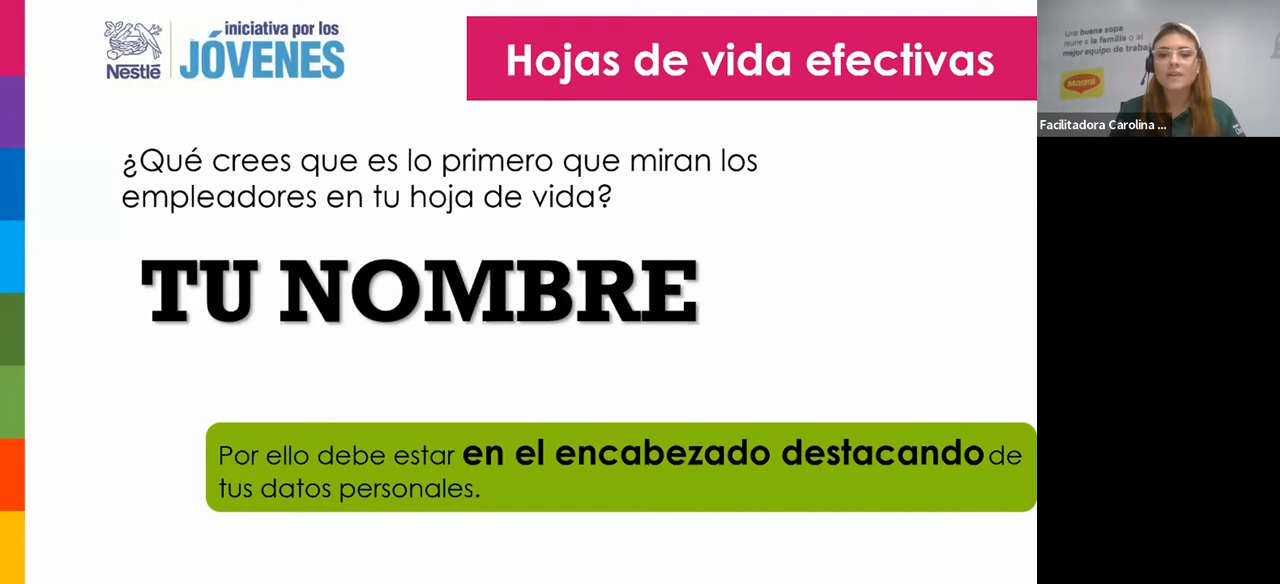 Nestlé
iniciativa por los
JÓVENES
Hojas de vida efectivas
¿Qué crees que es lo primero que miran los
empleadores en tu hoja de vida?
TU NOMBRE
Por ello debe estar en el encabezado destacando de
tus datos personales.
Una buena sopa
reune a la familia o al
mejor equipo de traba
Maggi
Facilitadora Carolina ...